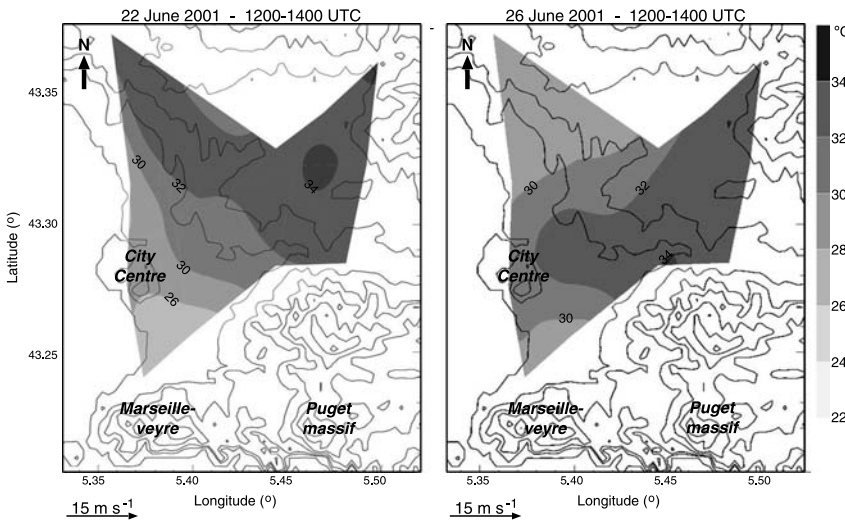 22 June 2001 - 1200-1400 UTC
N
43,35
43,30
43,25
Latitude (º)
30
32
34
30
26
City
Centre
Marseille-
veyre
Puget
massif
5,35
5,40
5,45
5,50
Longitude (º)
15 m s-1
26 June 2001 - 1200-1400 UTC
N
30
32
34
30
City
Centre
Marseille-
veyre
Puget
massif
5,35
5,40
5,45
5,50
Longitude (º)
15 m s-1
ºC
34
32
30
28
26
24
22